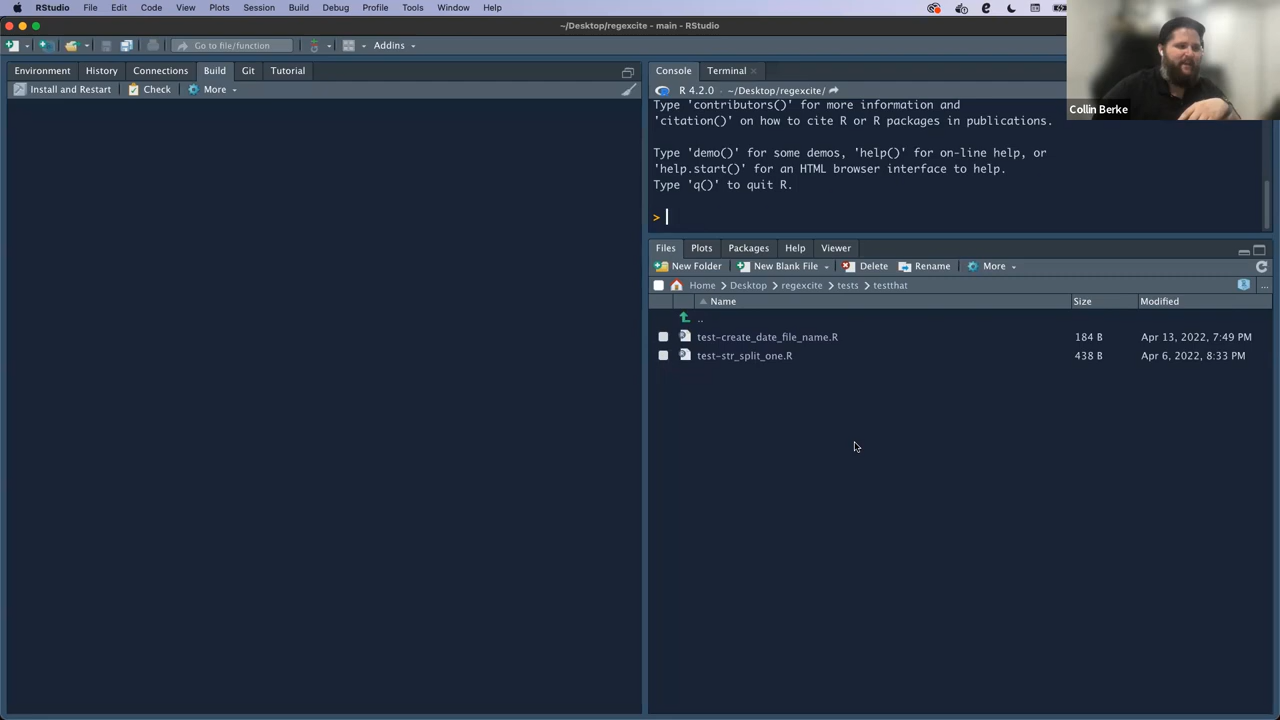 RStudio File Edit Code View Plots Session Build Debug Profile Tools Window Help
~/Desktop/regexcite - main - RStudio
Go to file/function Addins
Environment History Connections Build Git Tutorial
Install and Restart Check More
Console Terminal
R 4.2.0 · ~/Desktop/regexcite/
Type 'contributors()' for more information and
'citation()' on how to cite R or R packages in publications.
Type 'demo()' for some demos, 'help()' for on-line help, or
'help.start()' for an HTML browser interface to help.
Type 'q()' to quit R.
>
Files Plots Packages Help Viewer
New Folder New Blank File Delete Rename More
Home Desktop regexcite tests testthat ...
Name Size Modified
..
test-create_date_file_name.R 184 B Apr 13, 2022, 7:49 PM
test-str_split_one.R 438 B Apr 6, 2022, 8:33 PM
Collin Berke